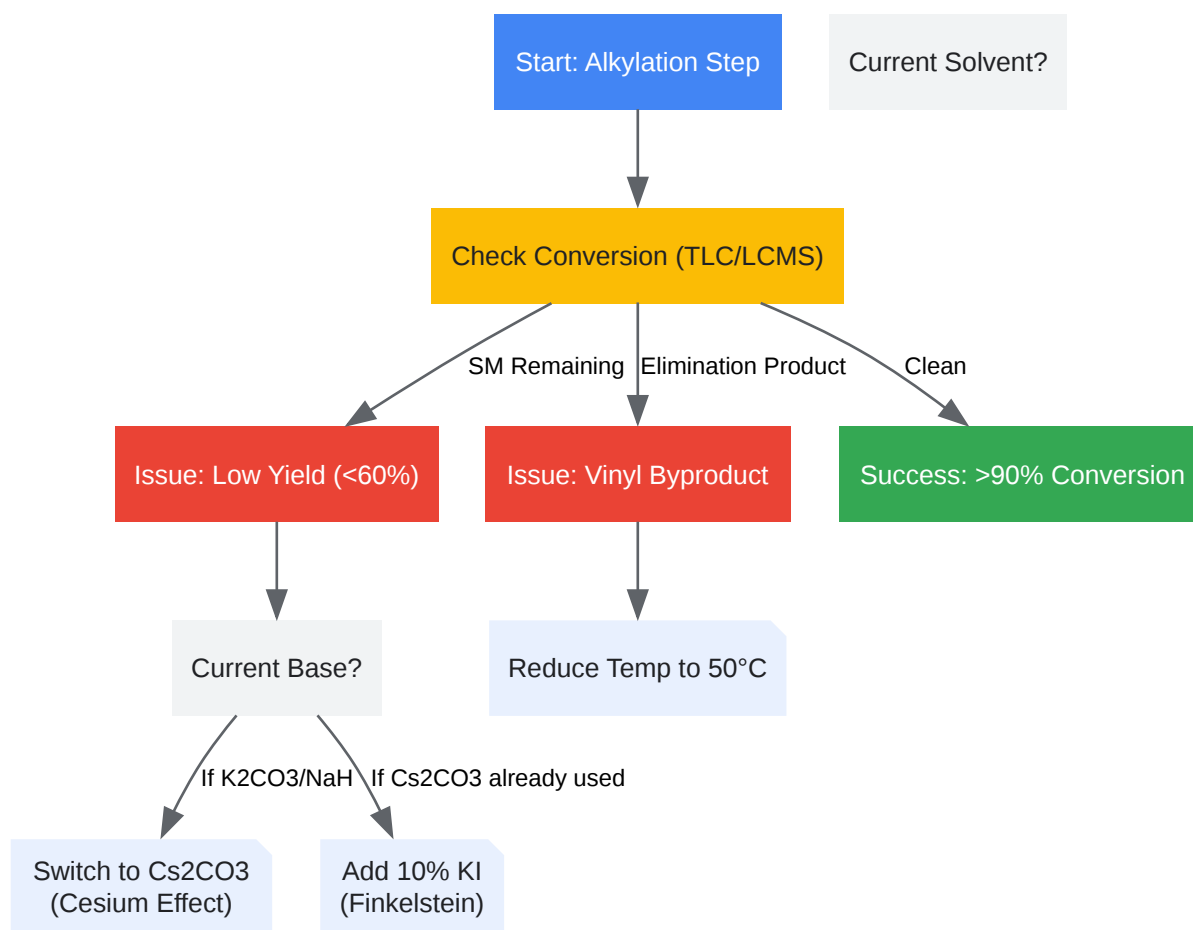 Start: Alkylation Step
Current Solvent?
Check Conversion (TLC/LCMS)
SM Remaining
Elimination Product
Clean
Issue: Low Yield (<60%)
Issue: Vinyl Byproduct
Success: >90% Conversion
Current Base?
Reduce Temp to 50°C
If K2CO3/NaH
If Cs2CO3 already used
Switch to Cs2CO3
(Cesium Effect)
Add 10% KI
(Finkelstein)